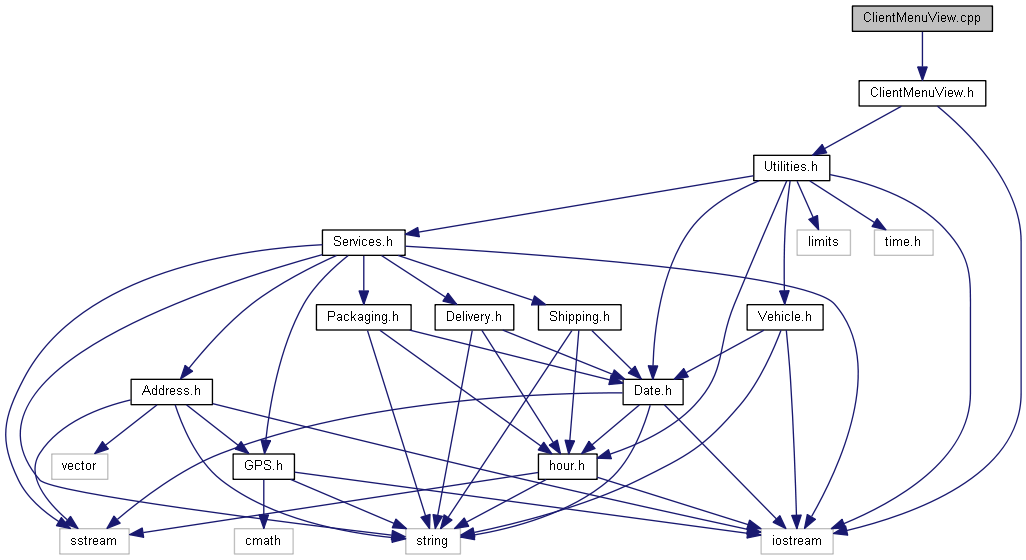 ClientMenuView.cpp
ClientMenuView.h
Utilities.h
Services.h
limits
time.h
Packaging.h
Delivery.h
Shipping.h
Vehicle.h
Address.h
Date.h
vector
GPS.h
hour.h
sstream
cmath
string
iostream